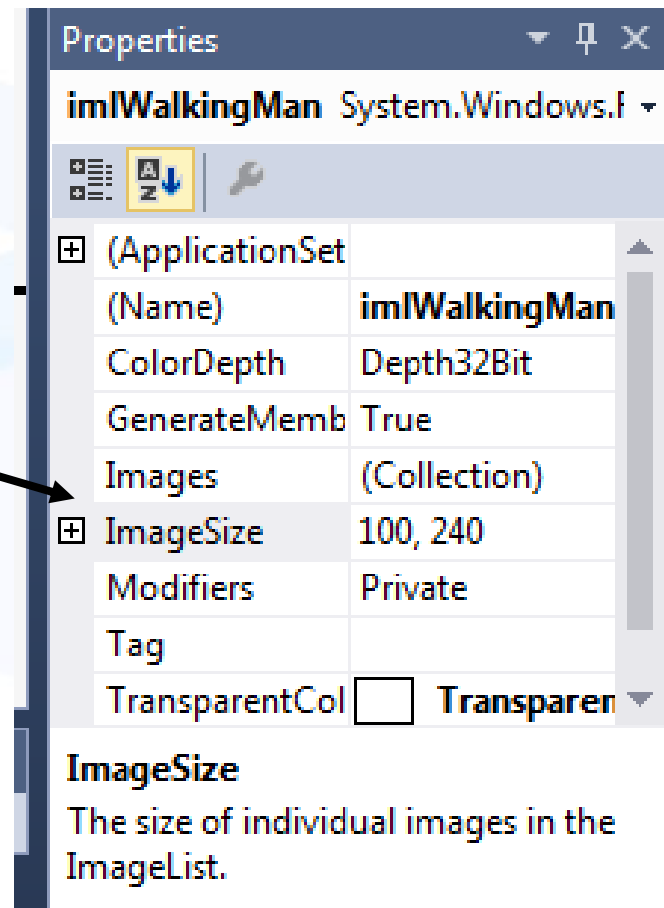 Properties
imlWalkingMan System.Windows.F
(ApplicationSet
(Name) imlWalkingMan
ColorDepth Depth32Bit
GenerateMemb True
Images (Collection)
ImageSize 100, 240
Modifiers Private
Tag
TransparentCol Transparen
ImageSize
The size of individual images in the
ImageList.